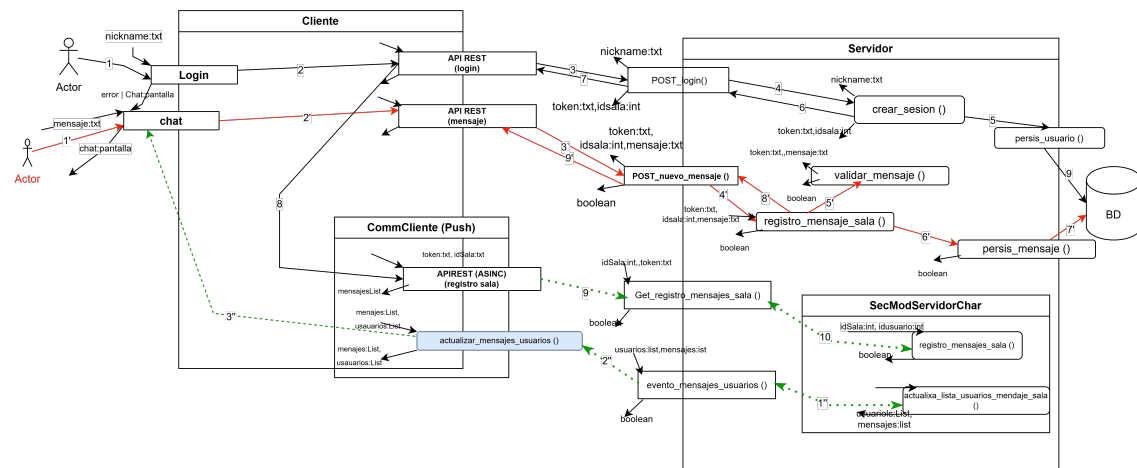 Cliente
Servidor
nickname:txt
Actor
1
Login
2
API REST
(login)
3
7
nickname:txt
POST_login()
token:txt,idsala:int
4
6
nickname:txt
crear_sesion ()
token:txt,idsala:int
5
persis_usuario ()
9
BD
error | Chat:pantalla
mensaje:txt
1'
chat
chat:pantalla
Actor
2'
API REST
(mensaje)
3'
9'
token:txt,
idsala:int,mensaje:txt
POST_nuevo_mensaje ()
boolean
4'
8'
5'
token:txt,,mensaje:txt
validar_mensaje ()
boolean
token:txt,
idsala:int,mensaje:txt
registro_mensaje_sala ()
boolean
6'
7'
persis_mensaje ()
boolean
8
CommCliente (Push)
token:txt, idSala:txt
APIREST (ASINC)
(registro sala)
mensajesList
9
idSala:int,,token:txt
Get_registro_mensajes_sala ()
boolean
10
SecModServidorChar
idSala:int, idusuario:int
registro_mensajes_sala ()
boolean
3"
menajes:List,
usauarios:List
actualizar_mensajes_usuarios ()
menajes:List,
usauarios:List
2"
usuarios:list,mensajes:ist
evento_mensajes_usuarios ()
boolean
1"
actualixa_lista_usuarios_mendaje_sala
()
usuariols:List,
mensajes:list